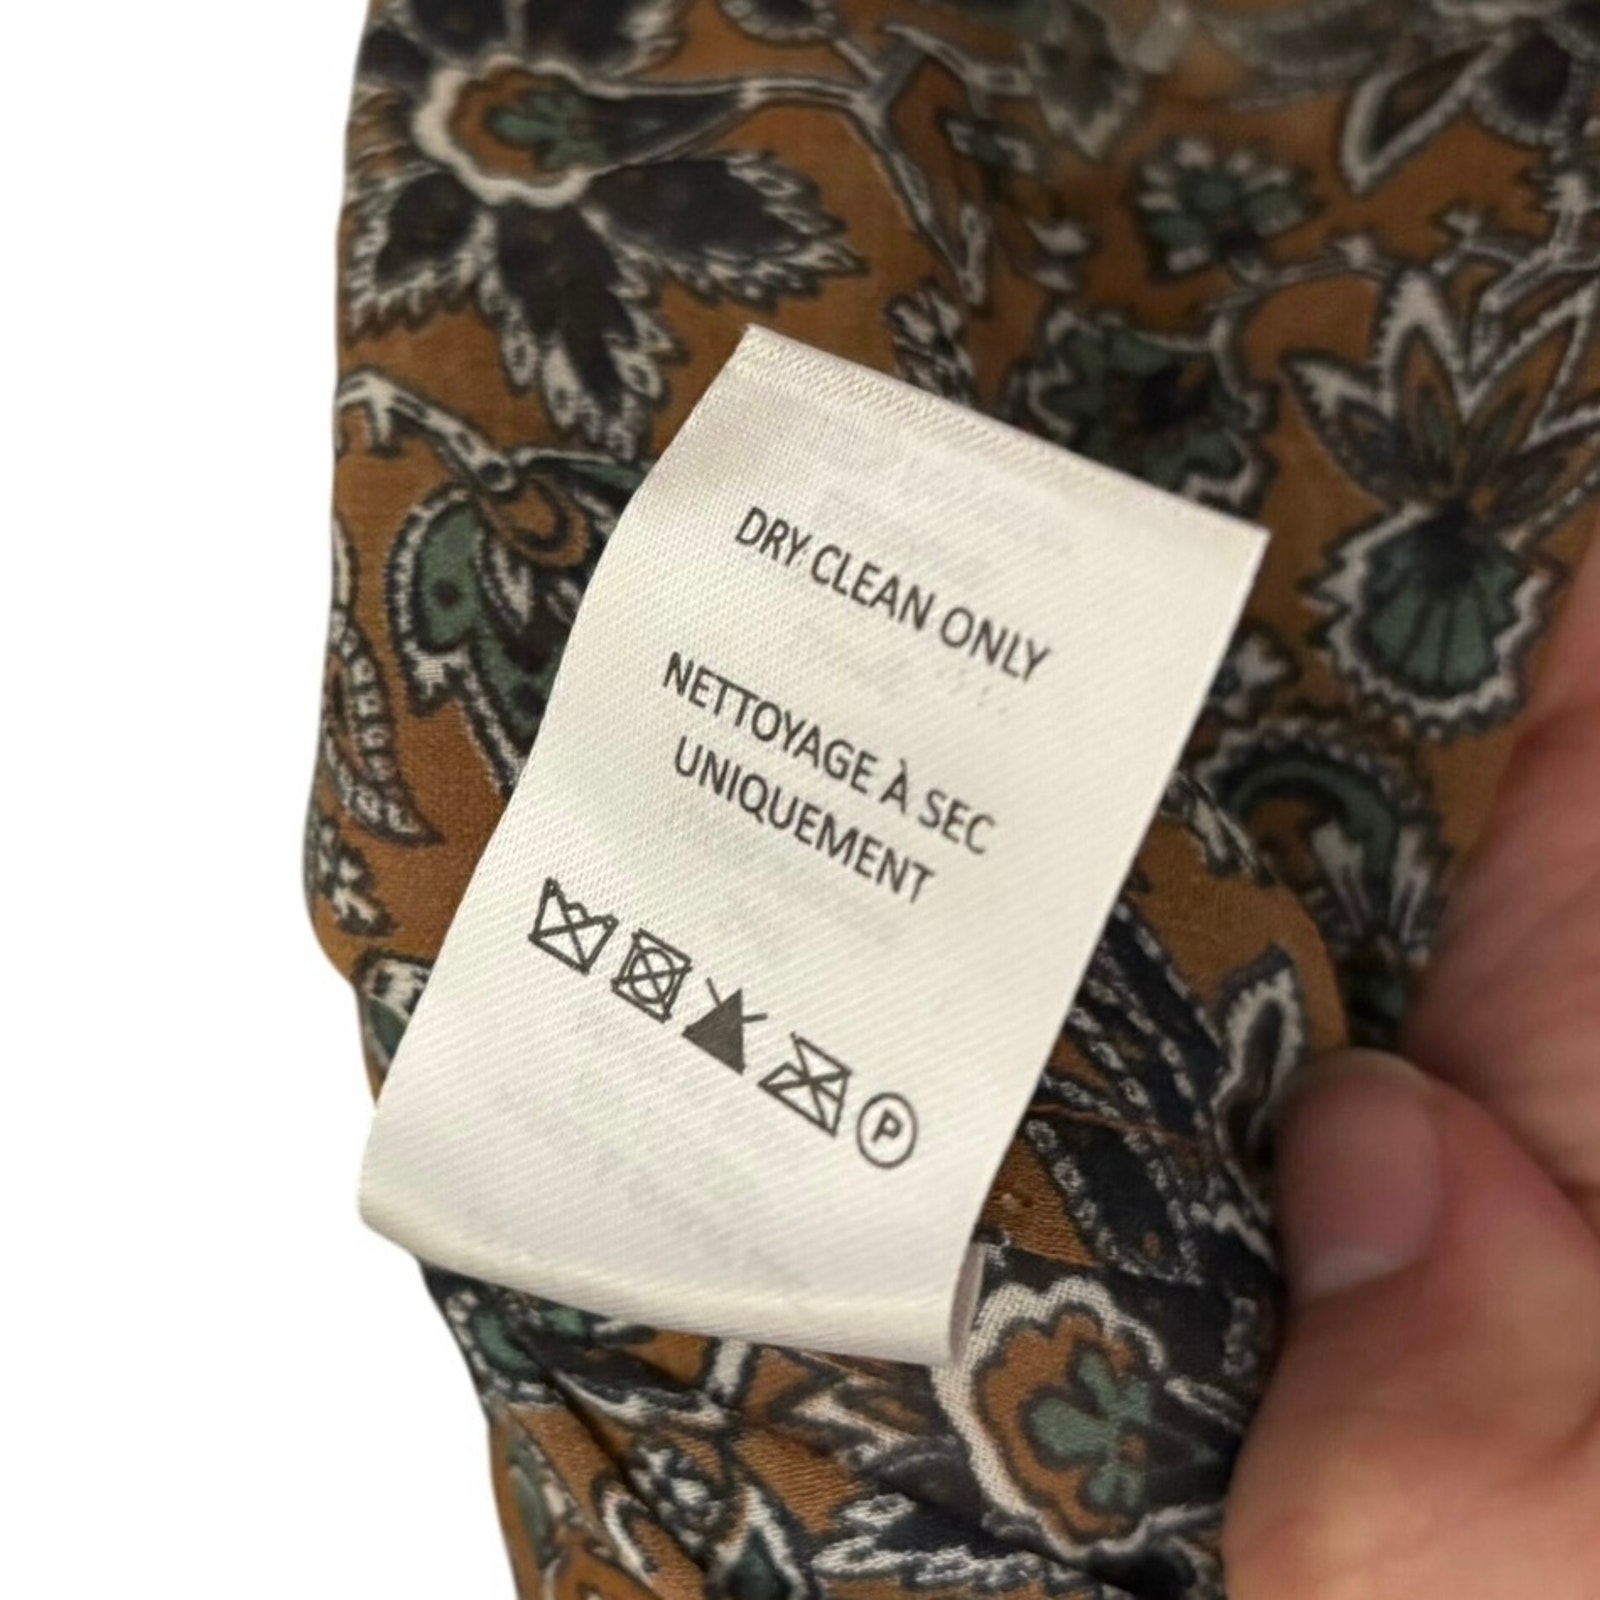 DRY CLEAN ONLY
NETTOYAGE À SEC
UNIQUEMENT
P